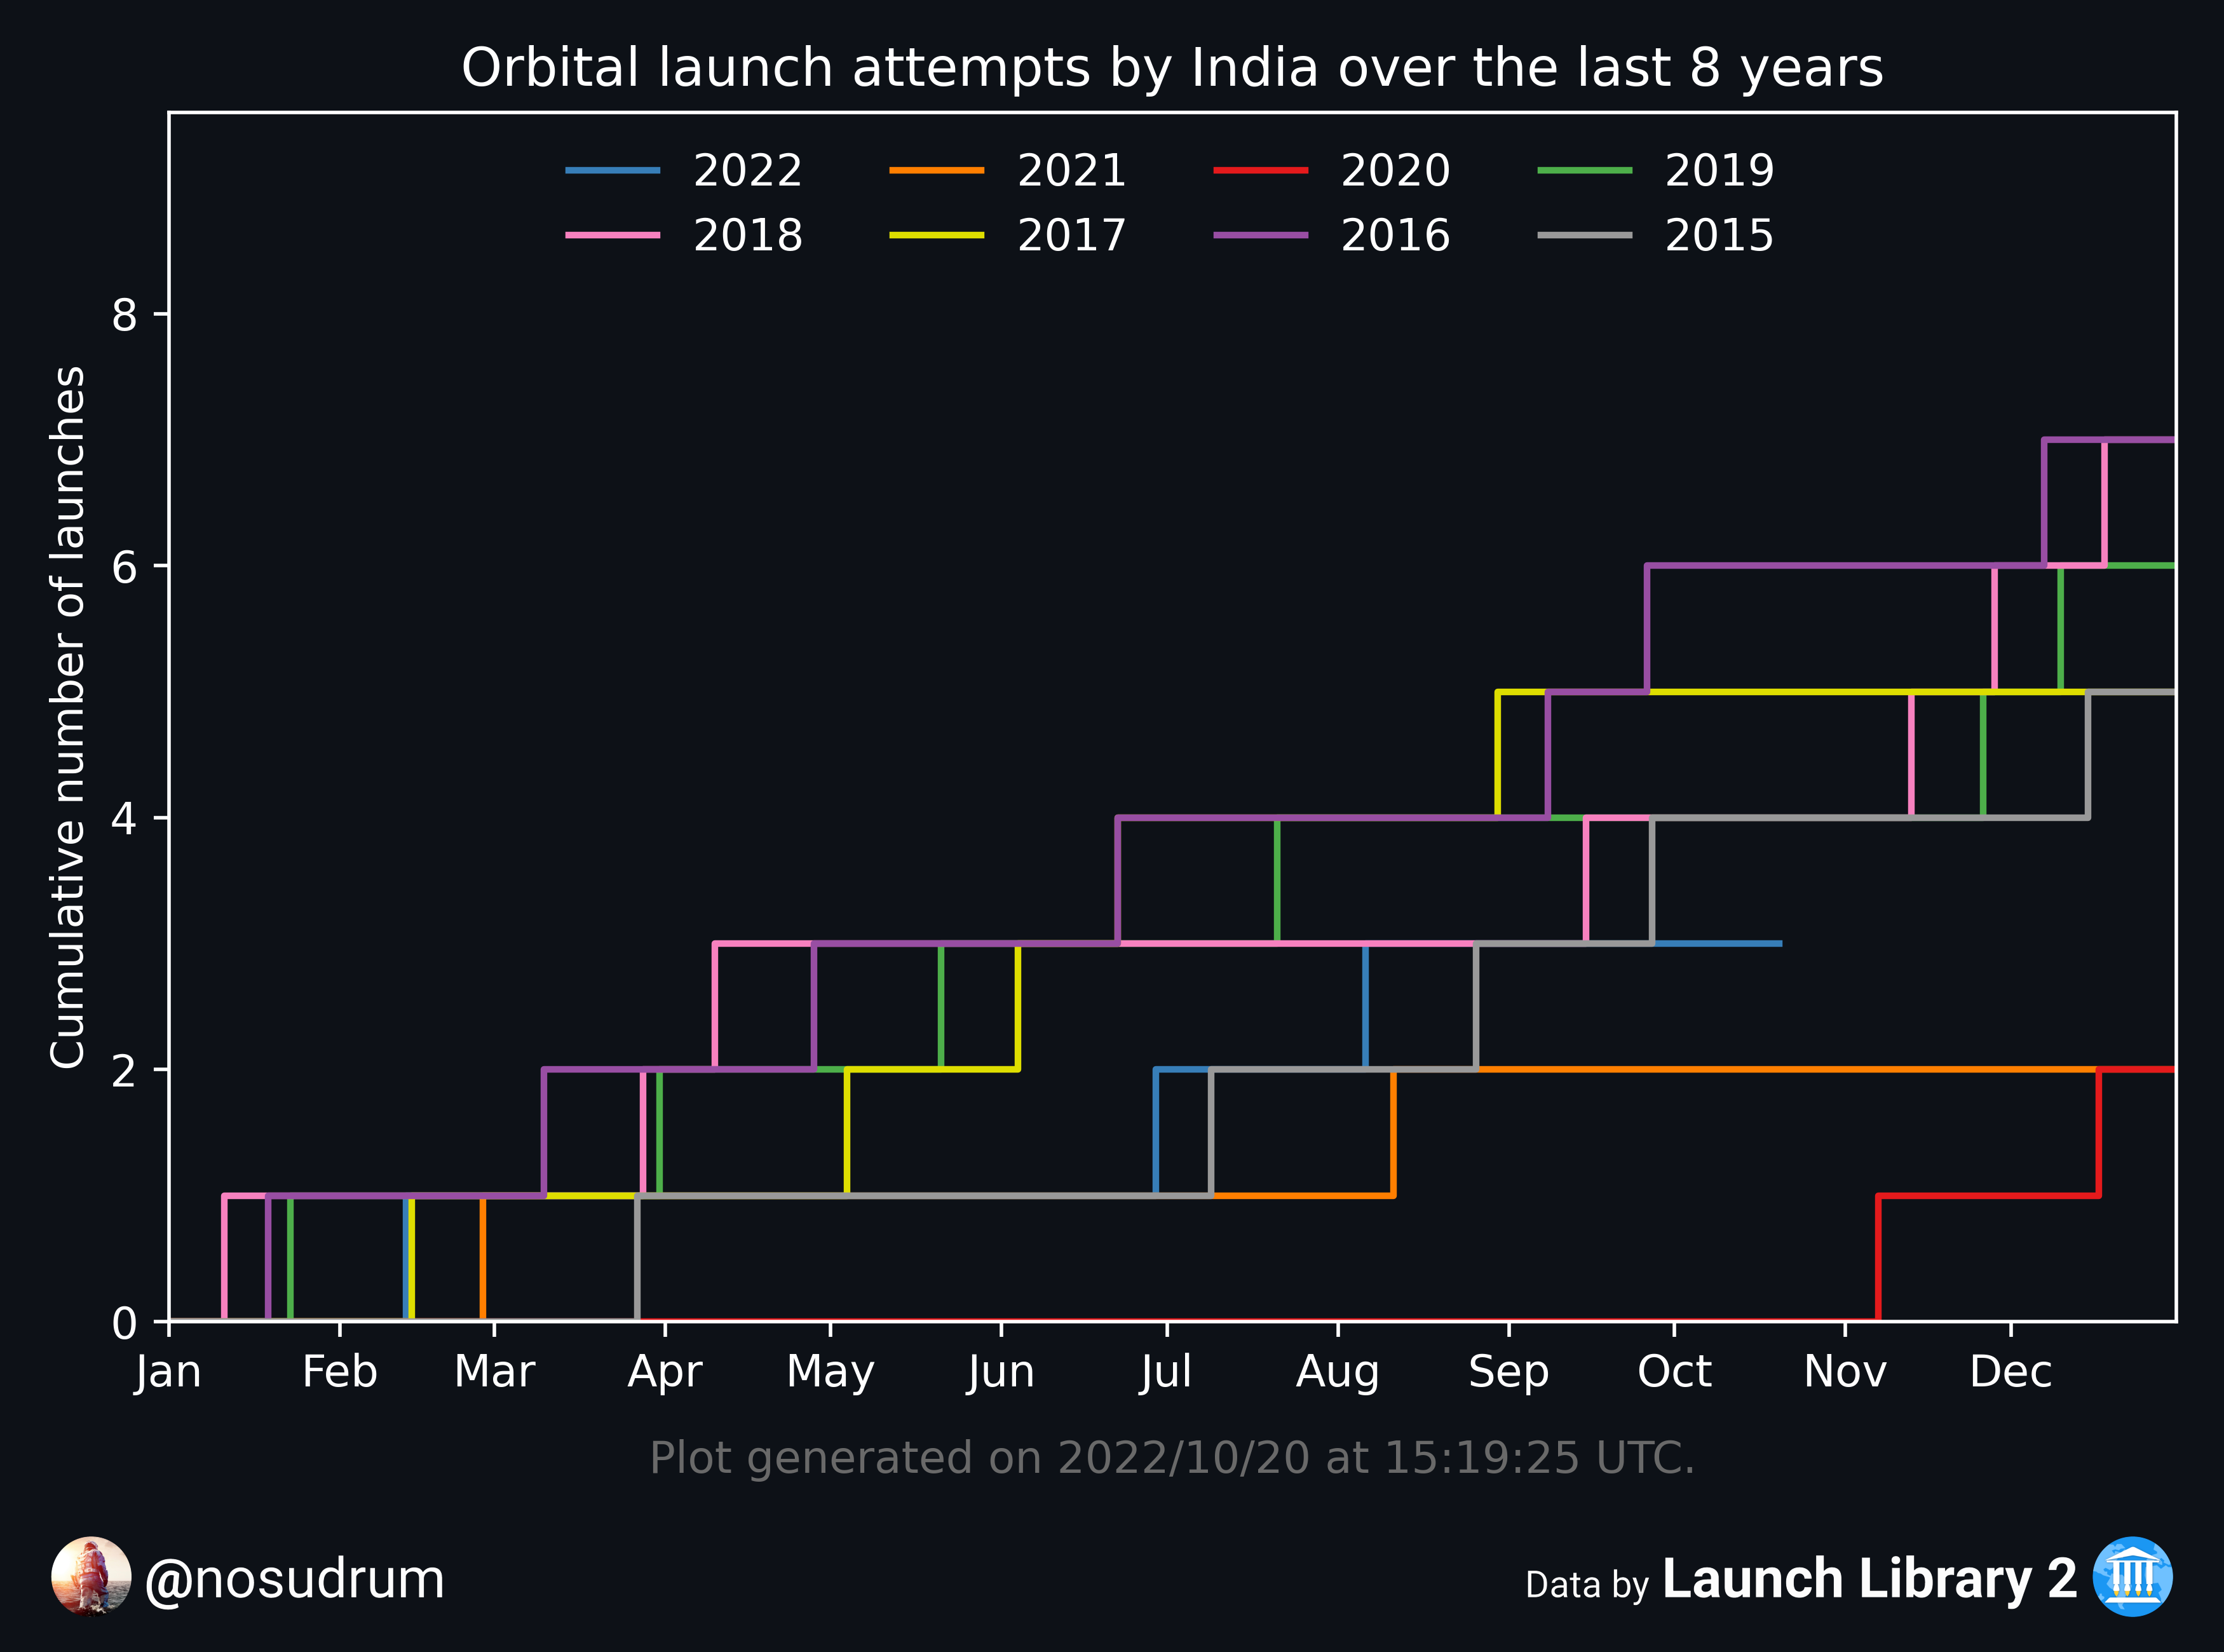 Orbital launch attempts by India over the last 8 years
2022 2021 2020 2019
2018 2017 2016 2015
Cumulative number of launches
8
6
4
2
0
Jan Feb Mar Apr May Jun Jul Aug Sep Oct Nov Dec
Plot generated on 2022/10/20 at 15:19:25 UTC.
@nosudrum
Data by Launch Library 2